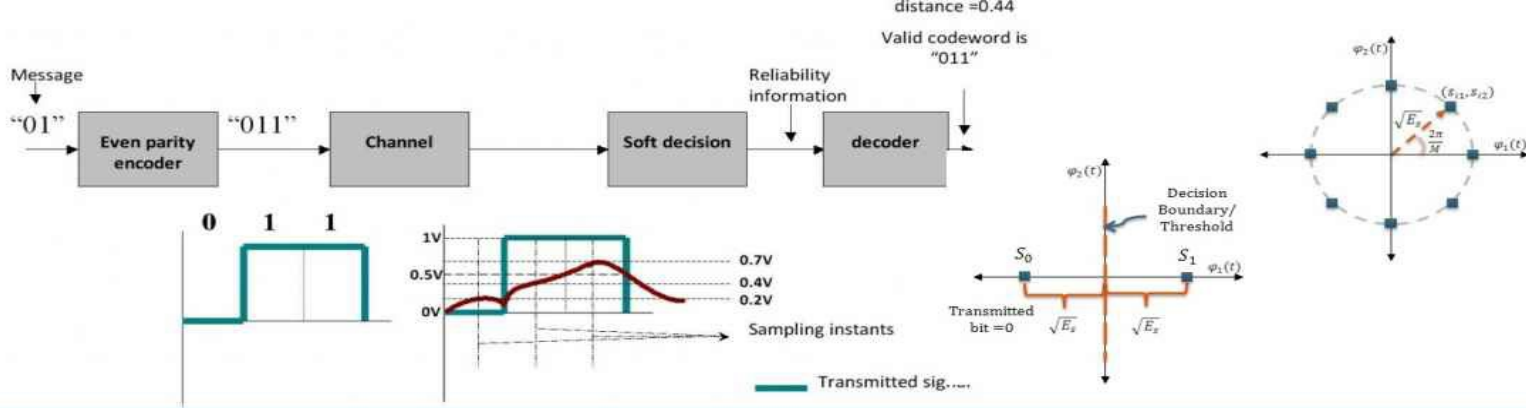 distance =0.44
Valid codeword is
"011"
Message
"01"
Even parity
encoder
"011"
Channel
Soft decision
Reliability
information
decoder
0 1 1
1V
0.5V
0V
0.7V
0.4V
0.2V
Sampling instants
Transmitted sig
φ₂(t)
Decision
Boundary/
Threshold
S₀
S₁
φ₁(t)
Transmitted
bit =0
√Eₛ
√Eₛ
φ₂(t)
(sᵢ₁,sᵢ₂)
√Eₛ
2π
M
φ₁(t)